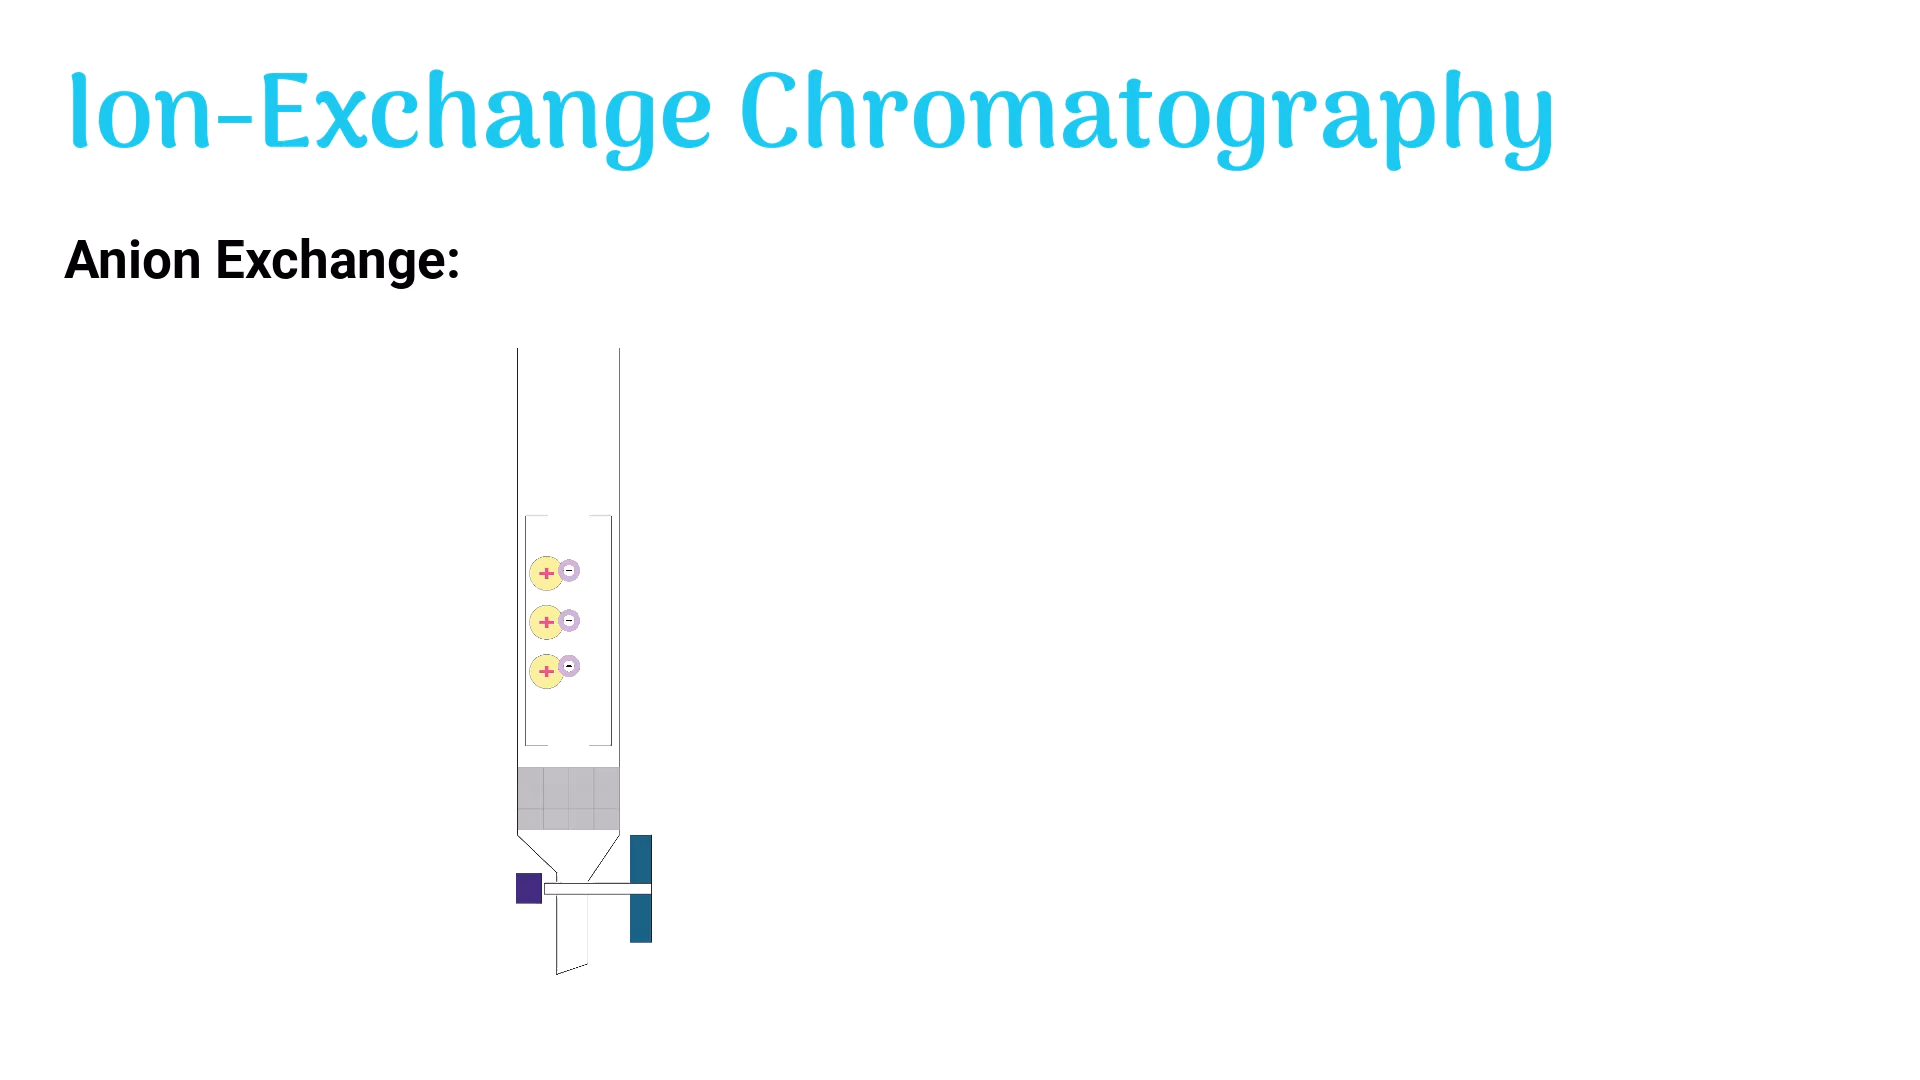 Ion-Exchange Chromatography
Anion Exchange:
+ -
+ -
+ -